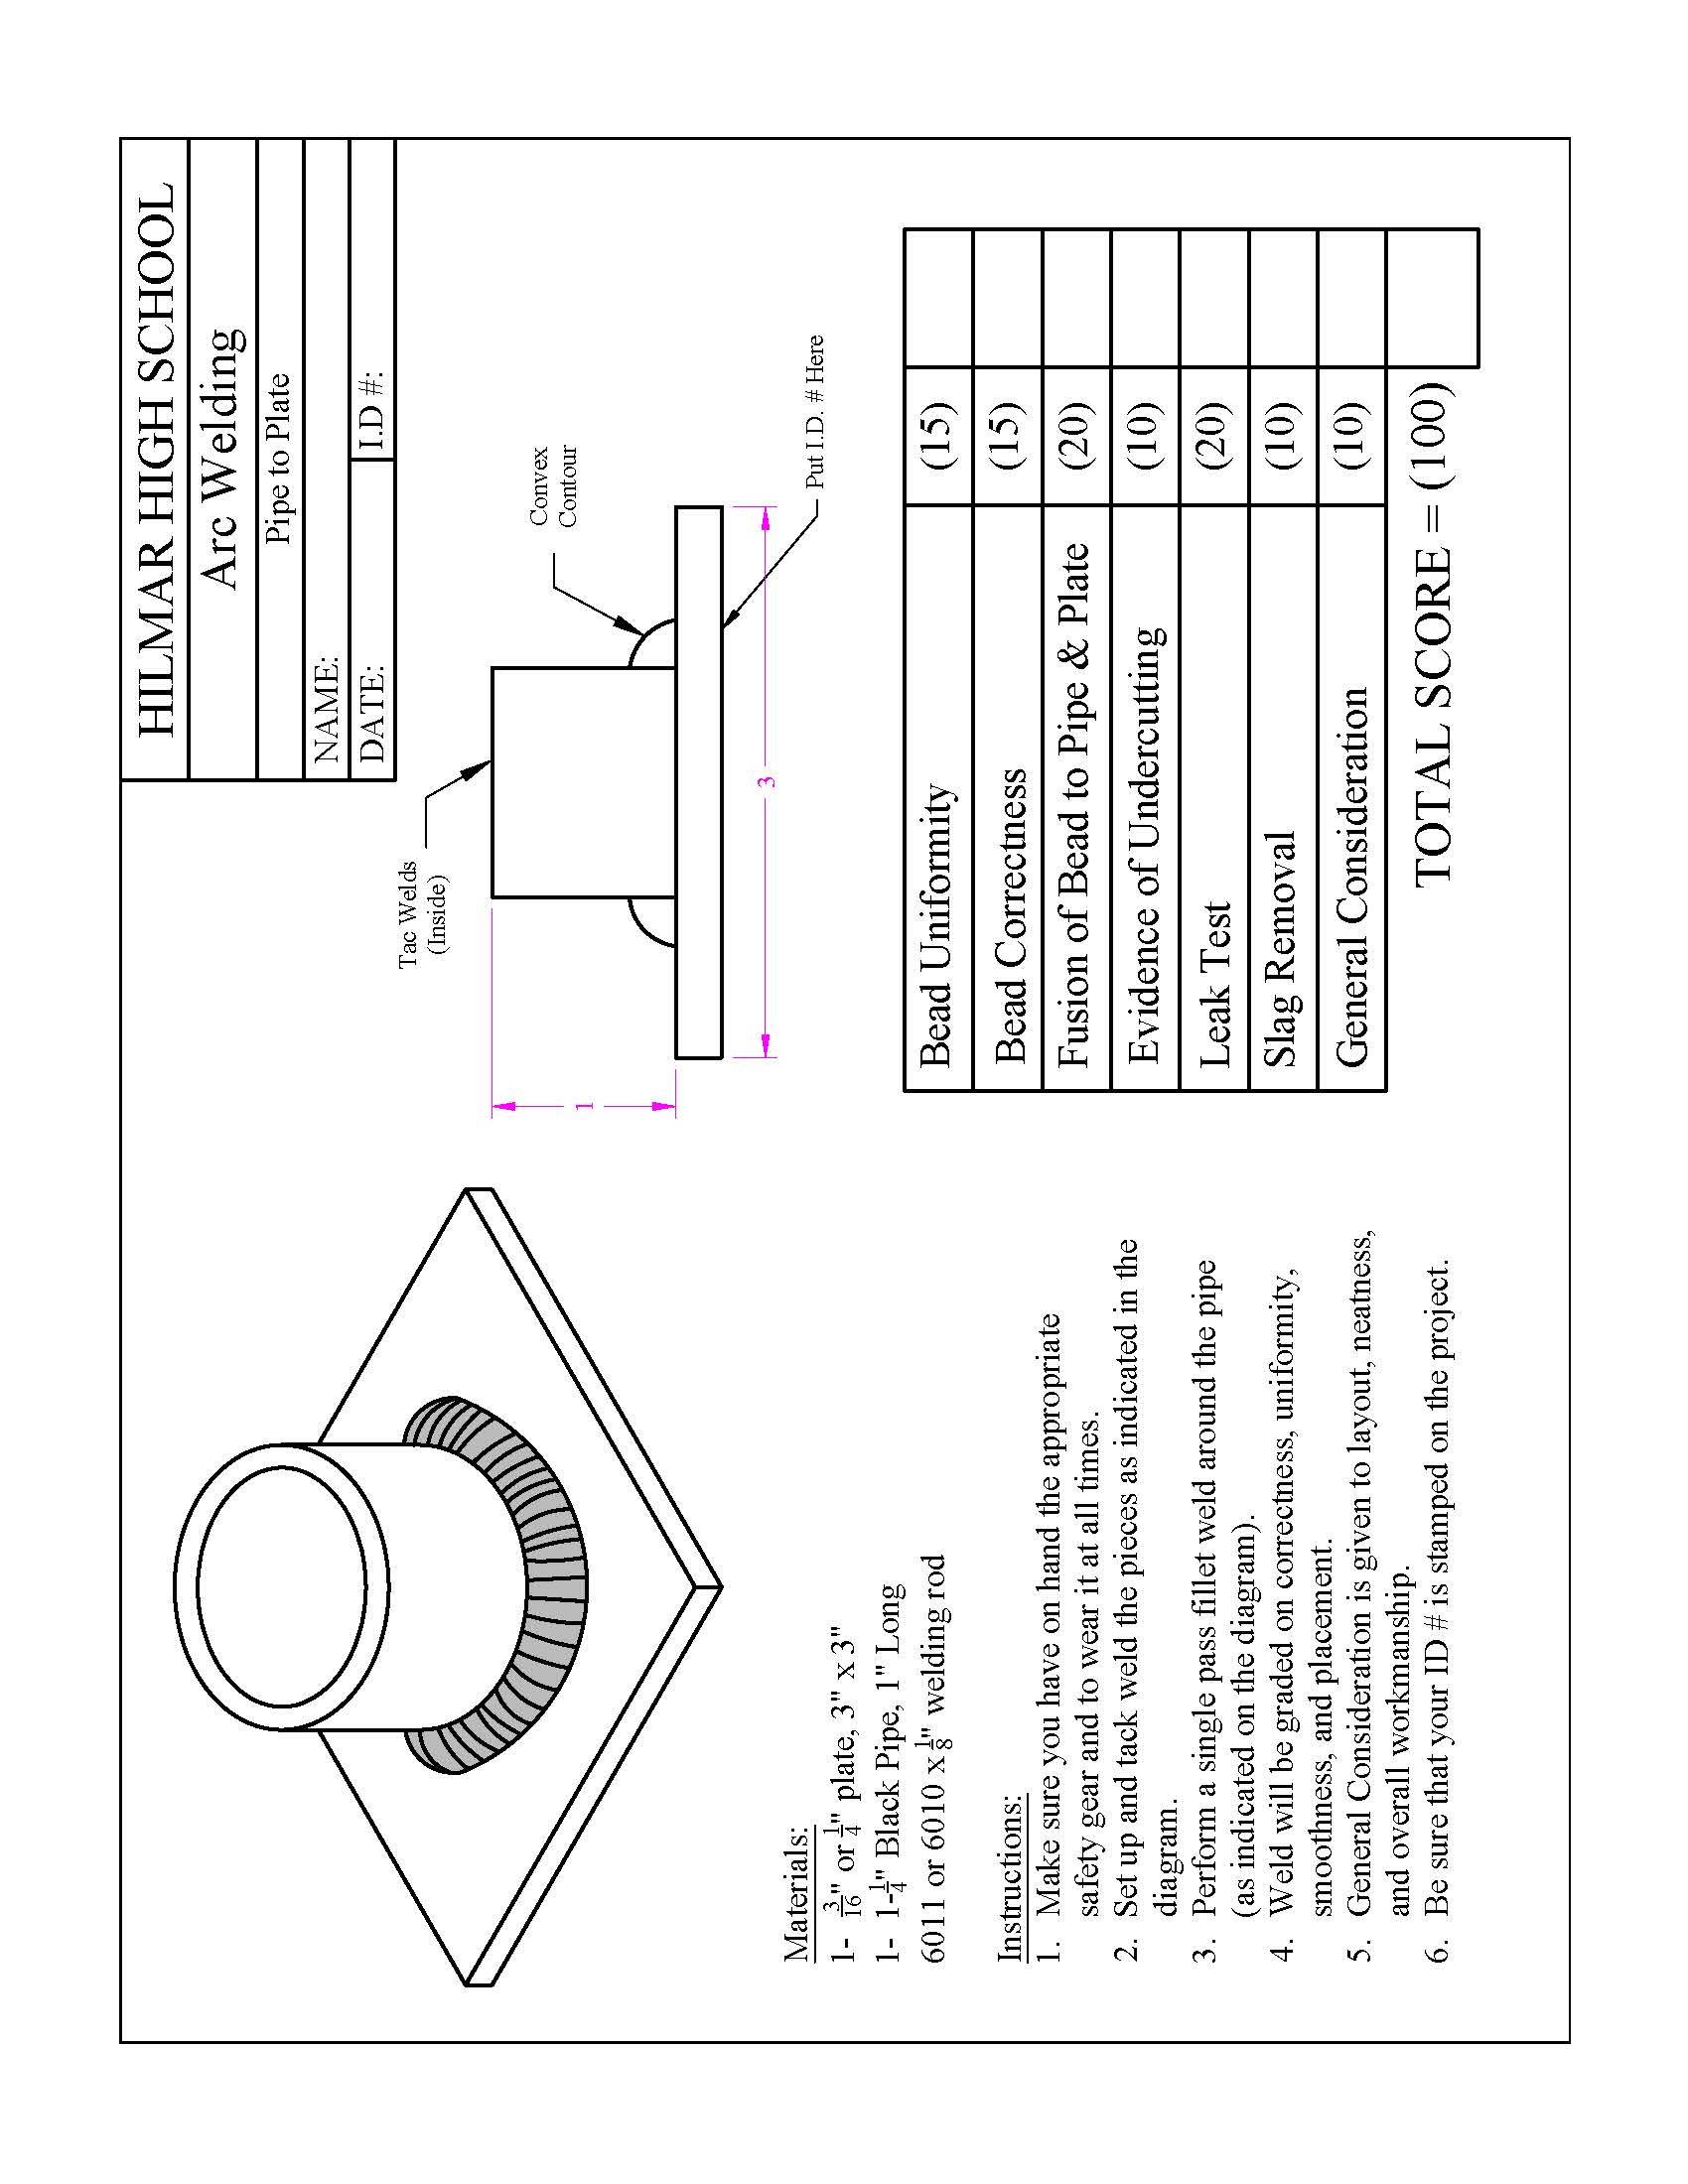 HILMAR HIGH SCHOOL
Arc Welding
Pipe to Plate
NAME:
DATE: I.D #:
Tac Welds
(Inside)
Convex
Contour
1
3
Put I.D. # Here
Materials:
1- 3/16" or 1/4" plate, 3" x 3"
1- 1-1/4" Black Pipe, 1" Long
6011 or 6010 x 1/8" welding rod
Instructions:
1. Make sure you have on hand the appropriate
safety gear and to wear it at all times.
2. Set up and tack weld the pieces as indicated in the
diagram.
3. Perform a single pass fillet weld around the pipe
(as indicated on the diagram).
4. Weld will be graded on correctness, uniformity,
smoothness, and placement.
5. General Consideration is given to layout, neatness,
and overall workmanship.
6. Be sure that your ID # is stamped on the project.
Bead Uniformity (15)
Bead Correctness (15)
Fusion of Bead to Pipe & Plate (20)
Evidence of Undercutting (10)
Leak Test (20)
Slag Removal (10)
General Consideration (10)
TOTAL SCORE = (100)